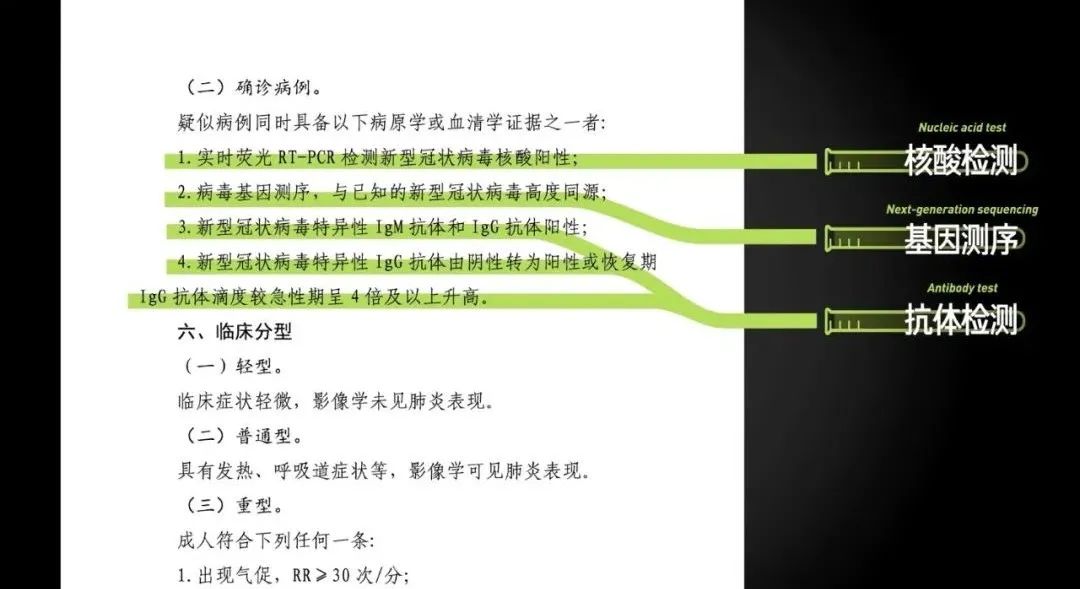 （二）确诊病例。
疑似病例同时具备以下病原学或血清学证据之一者：
1.实时荧光 RT-PCR 检测新型冠状病毒核酸阳性；
2.病毒基因测序，与已知的新型冠状病毒高度同源；
3.新型冠状病毒特异性 IgM 抗体和 IgG 抗体阳性；
4.新型冠状病毒特异性 IgG 抗体由阴性转为阳性或恢复期
IgG 抗体滴度较急性期呈 4 倍及以上升高。
六、临床分型
（一）轻型。
临床症状轻微，影像学未见肺炎表现。
（二）普通型。
具有发热、呼吸道症状等，影像学可见肺炎表现。
（三）重型。
成人符合下列任何一条：
1.出现气促，RR≥30 次/分；
Nucleic acid test
核酸检测
Next-generation sequencing
基因测序
Antibody test
抗体检测